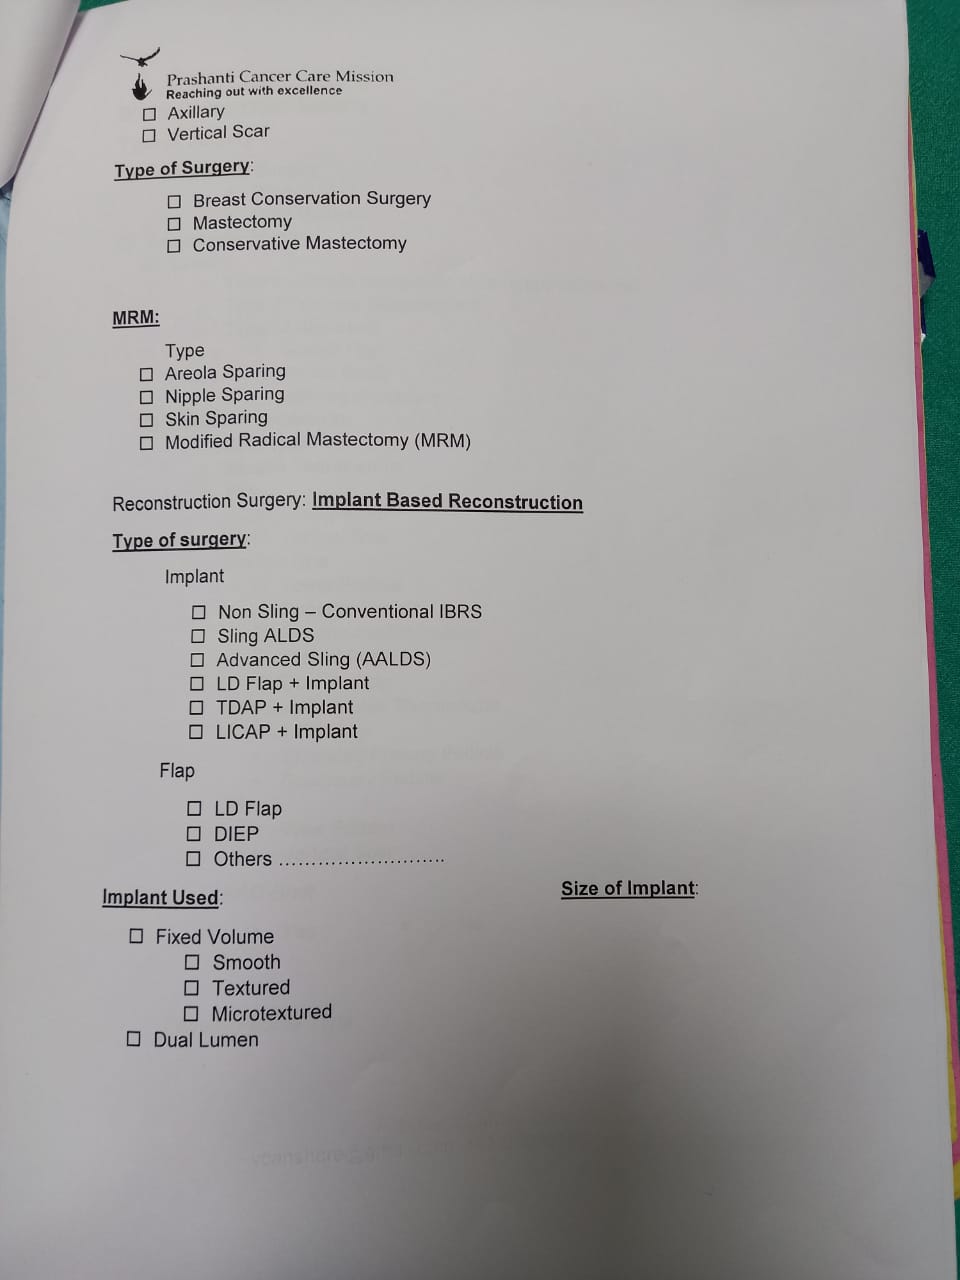 Prashanti Cancer Care Mission
Reaching out with excellence
☐ Axillary
☐ Vertical Scar
Type of Surgery:
☐ Breast Conservation Surgery
☐ Mastectomy
☐ Conservative Mastectomy
MRM:
Type
☐ Areola Sparing
☐ Nipple Sparing
☐ Skin Sparing
☐ Modified Radical Mastectomy (MRM)
Reconstruction Surgery: Implant Based Reconstruction
Type of surgery:
Implant
☐ Non Sling – Conventional IBRS
☐ Sling ALDS
☐ Advanced Sling (AALDS)
☐ LD Flap + Implant
☐ TDAP + Implant
☐ LICAP + Implant
Flap
☐ LD Flap
☐ DIEP
☐ Others ..........................
Implant Used: Size of Implant:
☐ Fixed Volume
☐ Smooth
☐ Textured
☐ Microtextured
☐ Dual Lumen